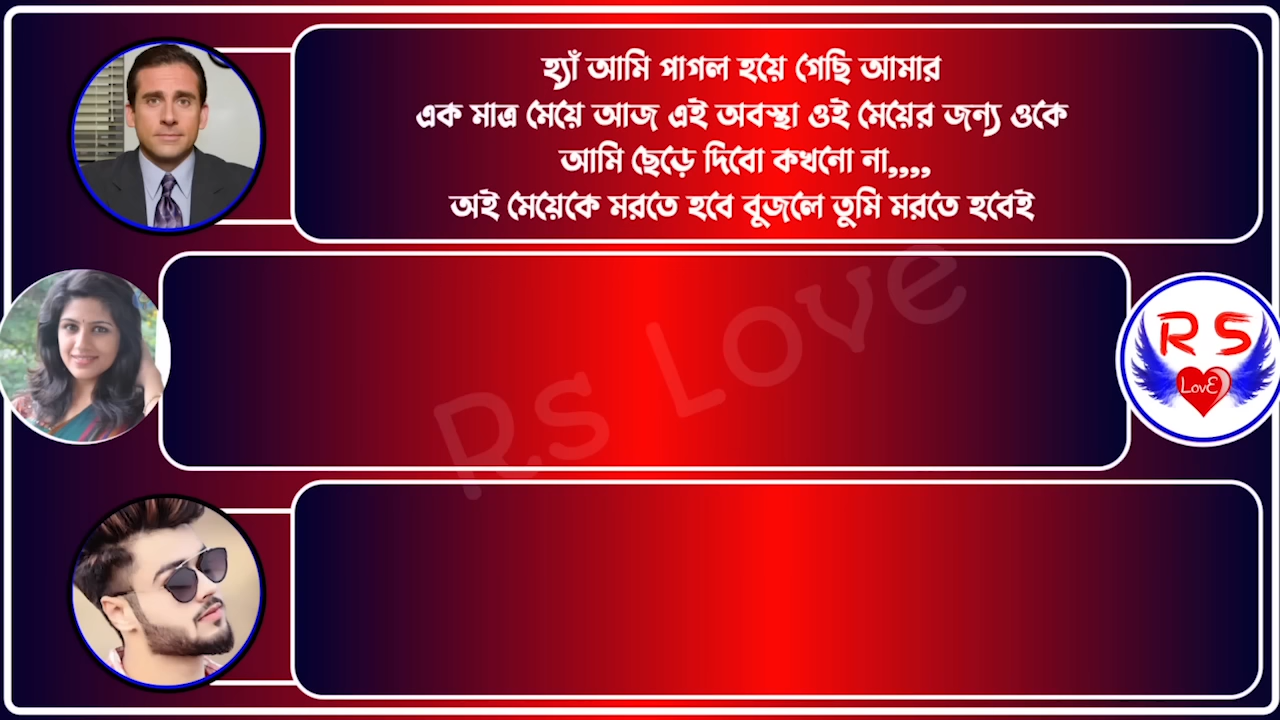 হ্যাঁ আমি পাগল হয়ে গেছি আমার
এক মাত্র মেয়ে আজ এই অবস্থা ওই মেয়ের জন্য ওকে
আমি ছেড়ে দিবো কখনো না,,,,
অই মেয়েকে মরতে হবে বুজলে তুমি মরতে হবেই
Rs Love
RS
LovE